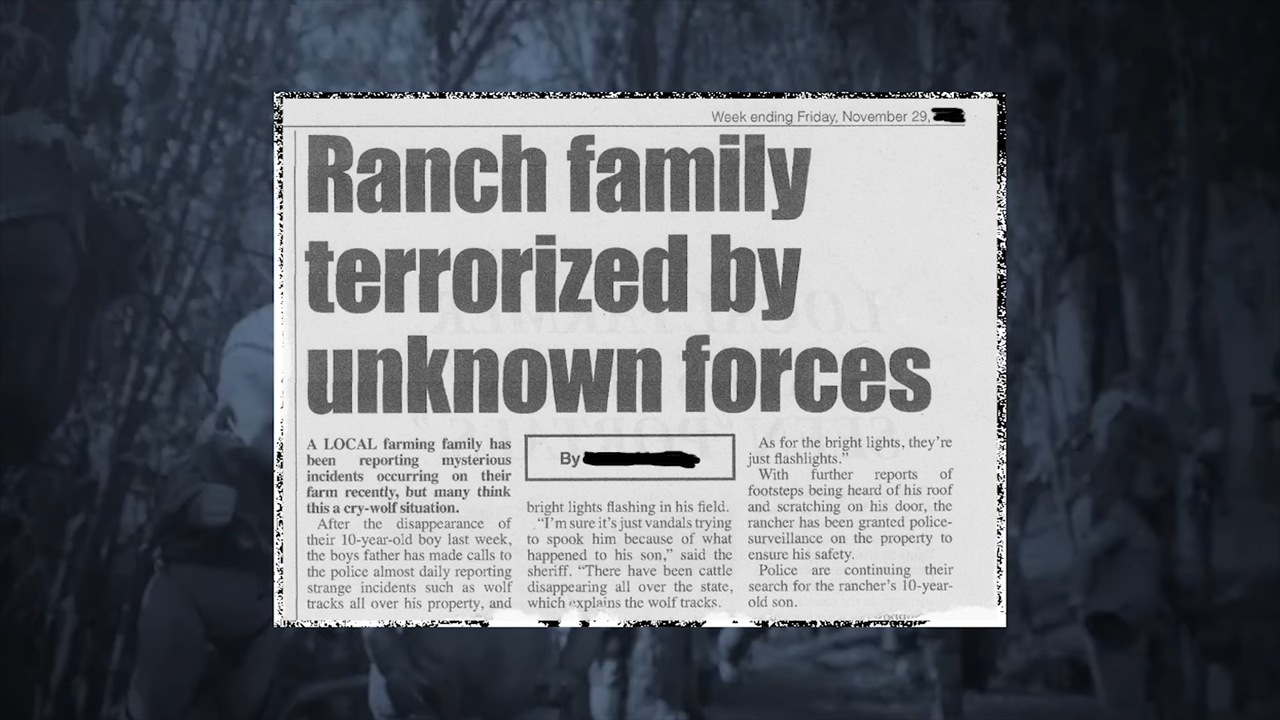 Week ending Friday, November 29,
Ranch family
terrorized by
unknown forces
A LOCAL farming family has
been reporting mysterious
incidents occurring on their
farm recently, but many think
this a cry-wolf situation.
After the disappearance of
their 10-year-old boy last week,
the boys father has made calls to
the police almost daily reporting
strange incidents such as wolf
tracks all over his property, and
By
bright lights flashing in his field.
“I’m sure it’s just vandals trying
to spook him because of what
happened to his son,” said the
sheriff. “There have been cattle
disappearing all over the state,
which explains the wolf tracks.
As for the bright lights, they’re
just flashlights.”
With further reports of
footsteps being heard of his roof
and scratching on his door, the
rancher has been granted police-
surveillance on the property to
ensure his safety.
Police are continuing their
search for the rancher’s 10-year-
old son.